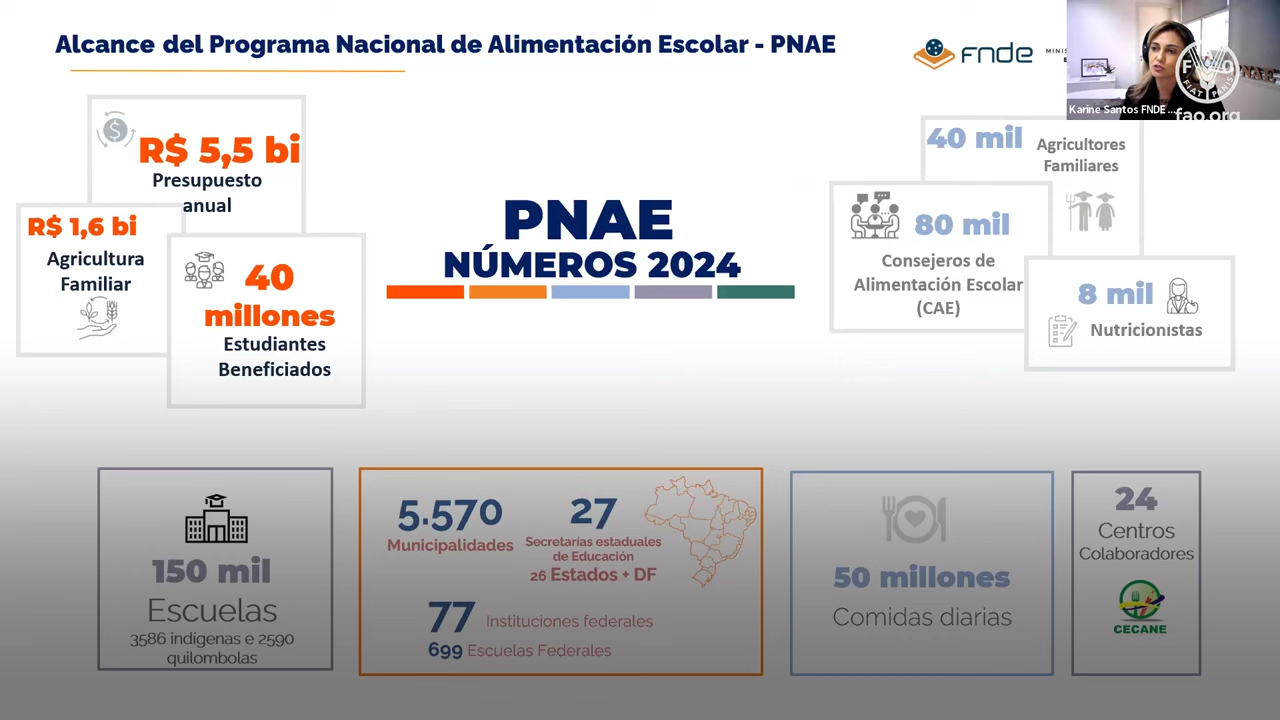 Alcance del Programa Nacional de Alimentación Escolar - PNAE
fnde
Karine Santos FNDE ...
FIAT PANIS
fao.org
R$ 5,5 bi
Presupuesto
anual
R$ 1,6 bi
Agricultura
Familiar
40
millones
Estudiantes
Beneficiados
PNAE
NÚMEROS 2024
40 mil
Agricultores
Familiares
80 mil
Consejeros de
Alimentación Escolar
(CAE)
8 mil
Nutricionistas
150 mil
Escuelas
3586 indígenas e 2590
quilombolas
5.570
Municipalidades
27
Secretarías estaduales
de Educación
26 Estados + DF
77 Instituciones federales
699 Escuelas Federales
50 millones
Comidas diarias
24
Centros
Colaboradores
CECANE